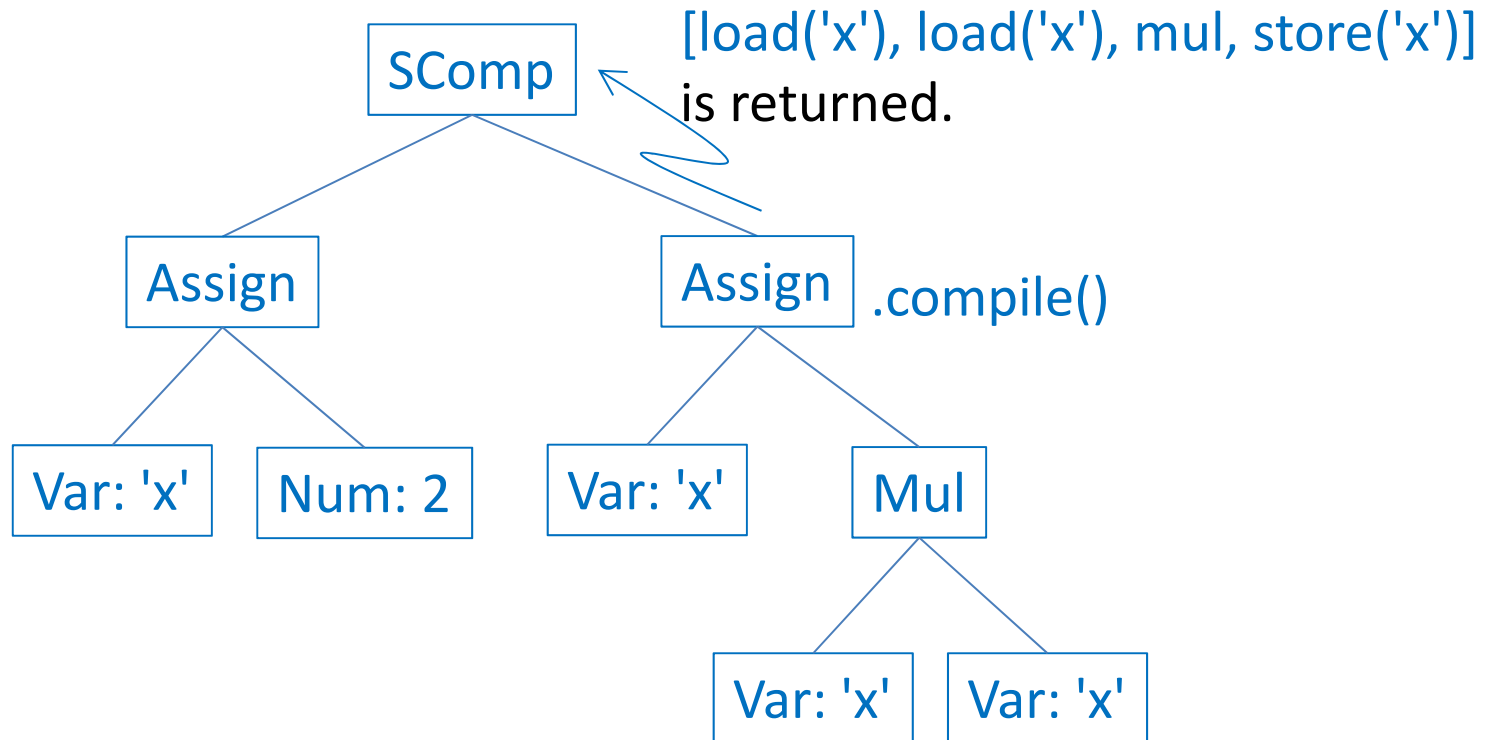 [load('x'), load('x'), mul, store('x')]
is returned.
SComp
Assign
Assign
.compile()
Var: 'x'
Num: 2
Var: 'x'
Mul
Var: 'x'
Var: 'x'